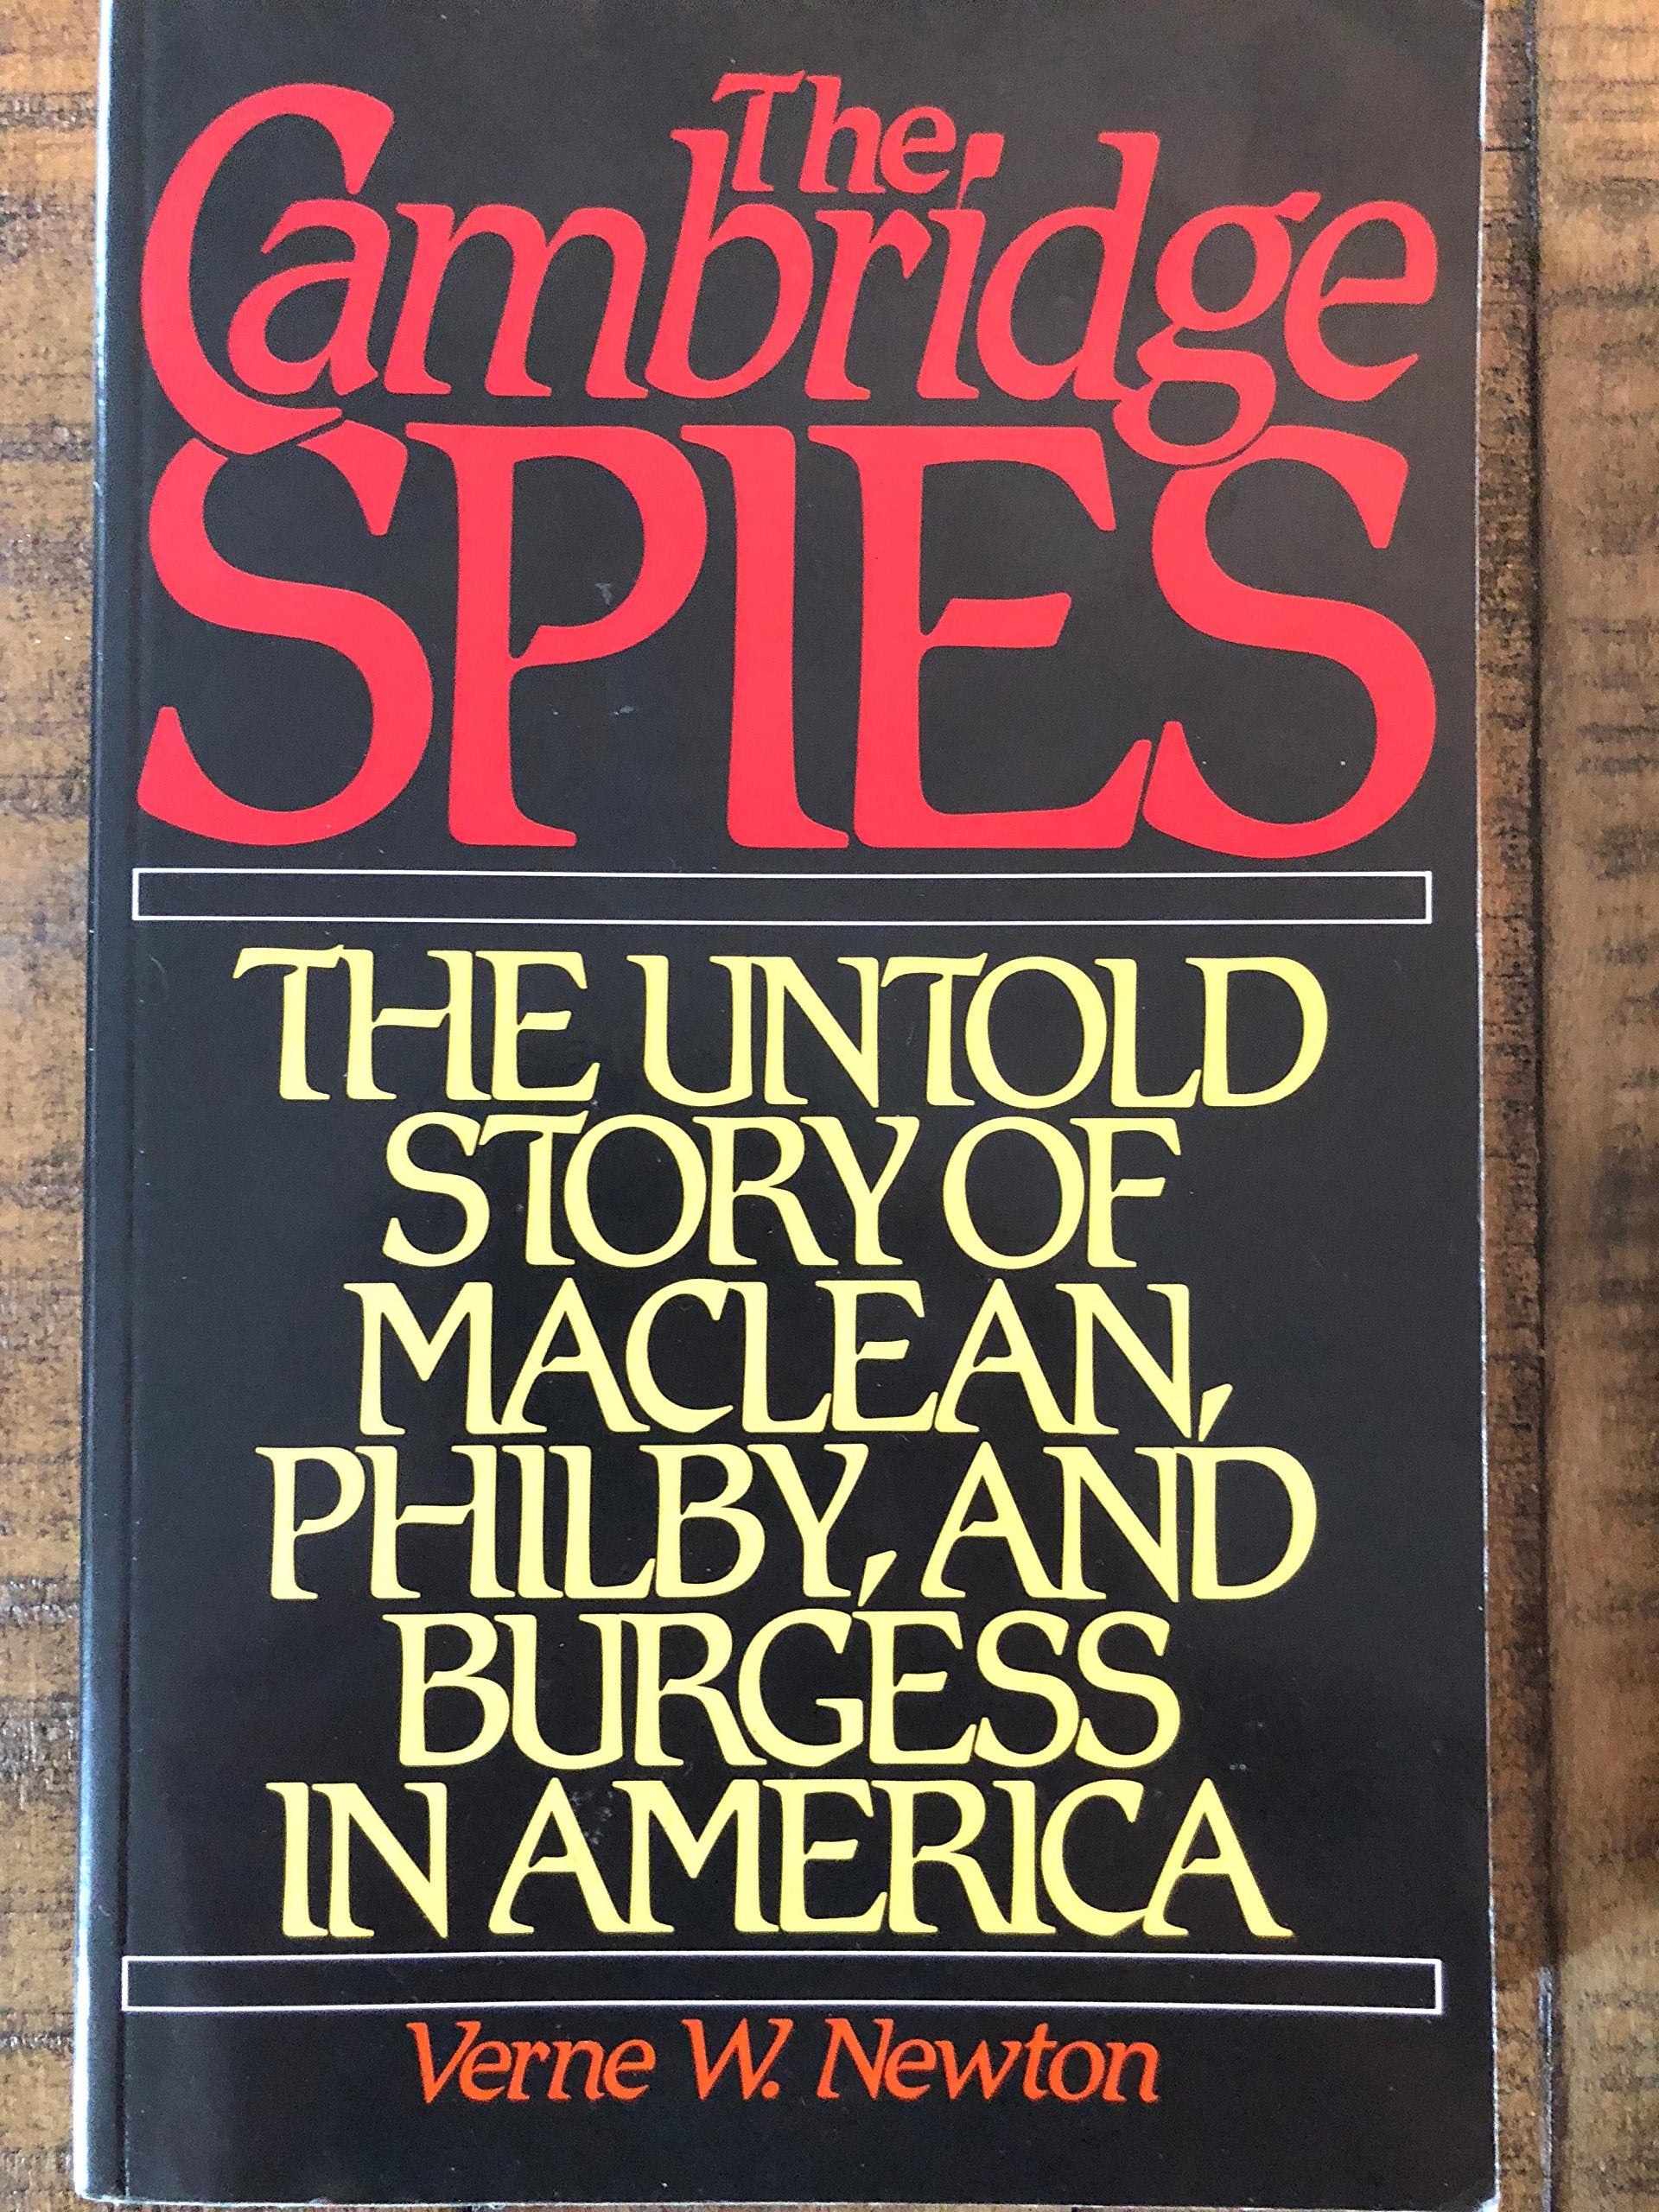 The
Cambridge
SPIES
THE UNTOLD
STORY OF
MACLEAN,
PHILBY, AND
BURGESS
IN AMERICA
Verne W. Newton